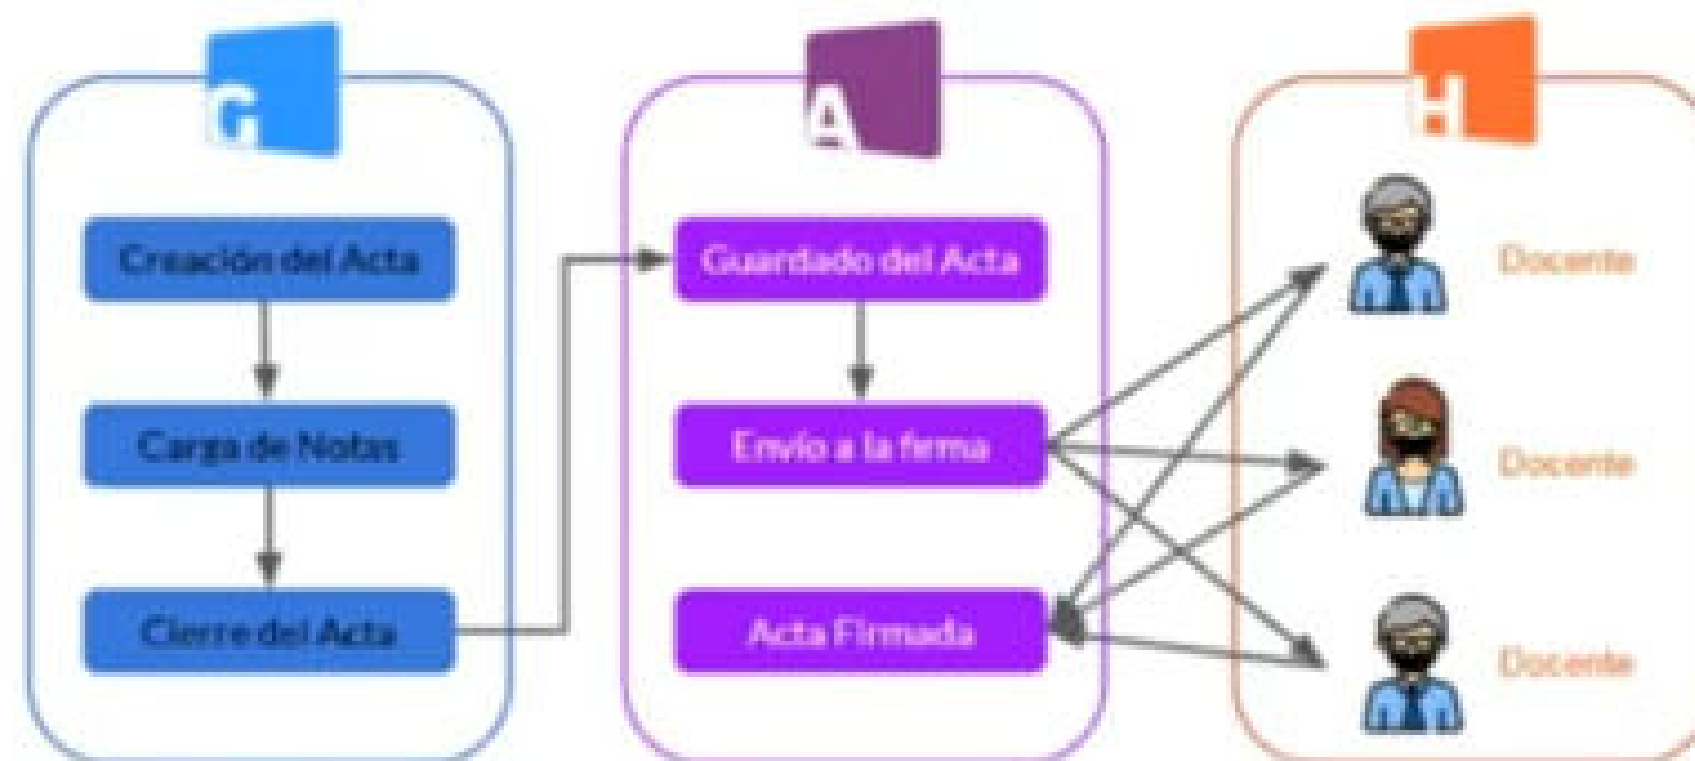 G
Creación del Acta
Carga de Notas
Cierre del Acta
A
Guardado del Acta
Envío a la firma
Acta Firmada
H
Docente
Docente
Docente